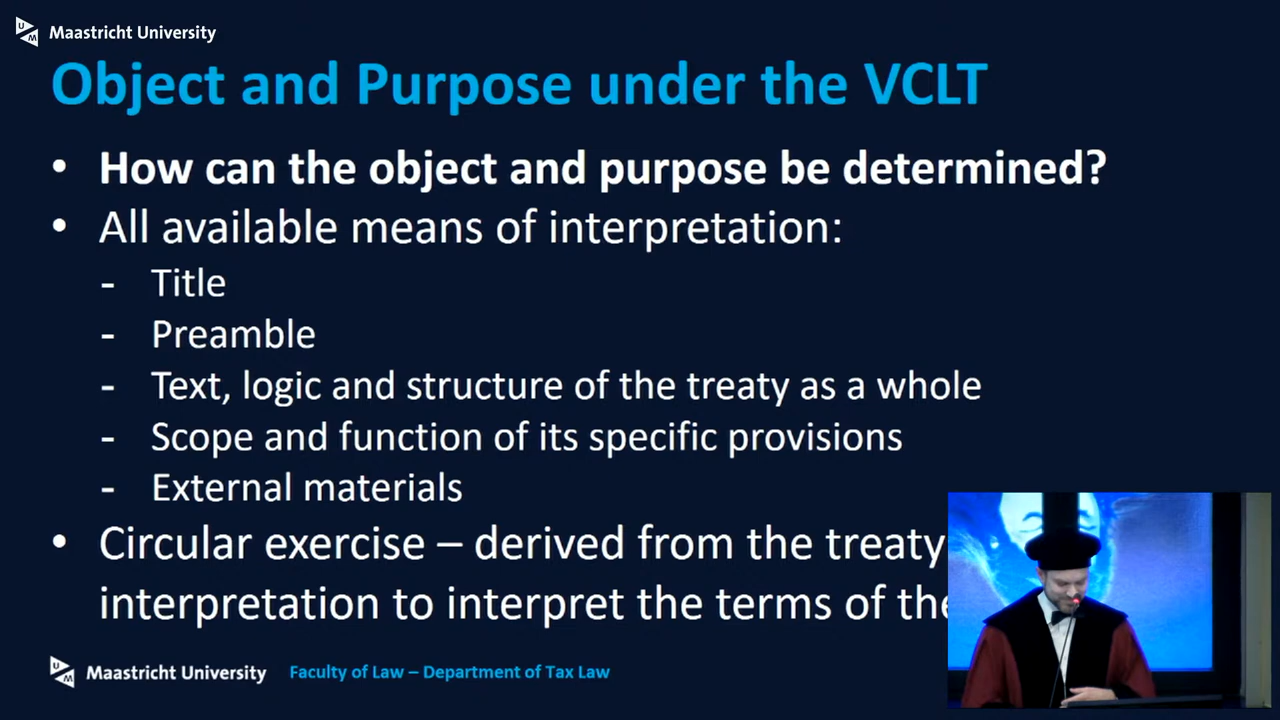 Maastricht University
Object and Purpose under the VCLT
• How can the object and purpose be determined?
• All available means of interpretation:
- Title
- Preamble
- Text, logic and structure of the treaty as a whole
- Scope and function of its specific provisions
- External materials
• Circular exercise – derived from the treaty
interpretation to interpret the terms of the
Maastricht University Faculty of Law – Department of Tax Law